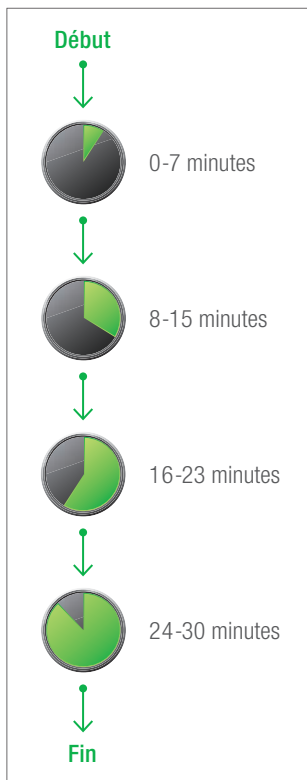 Début
0-7 minutes
8-15 minutes
16-23 minutes
24-30 minutes
Fin